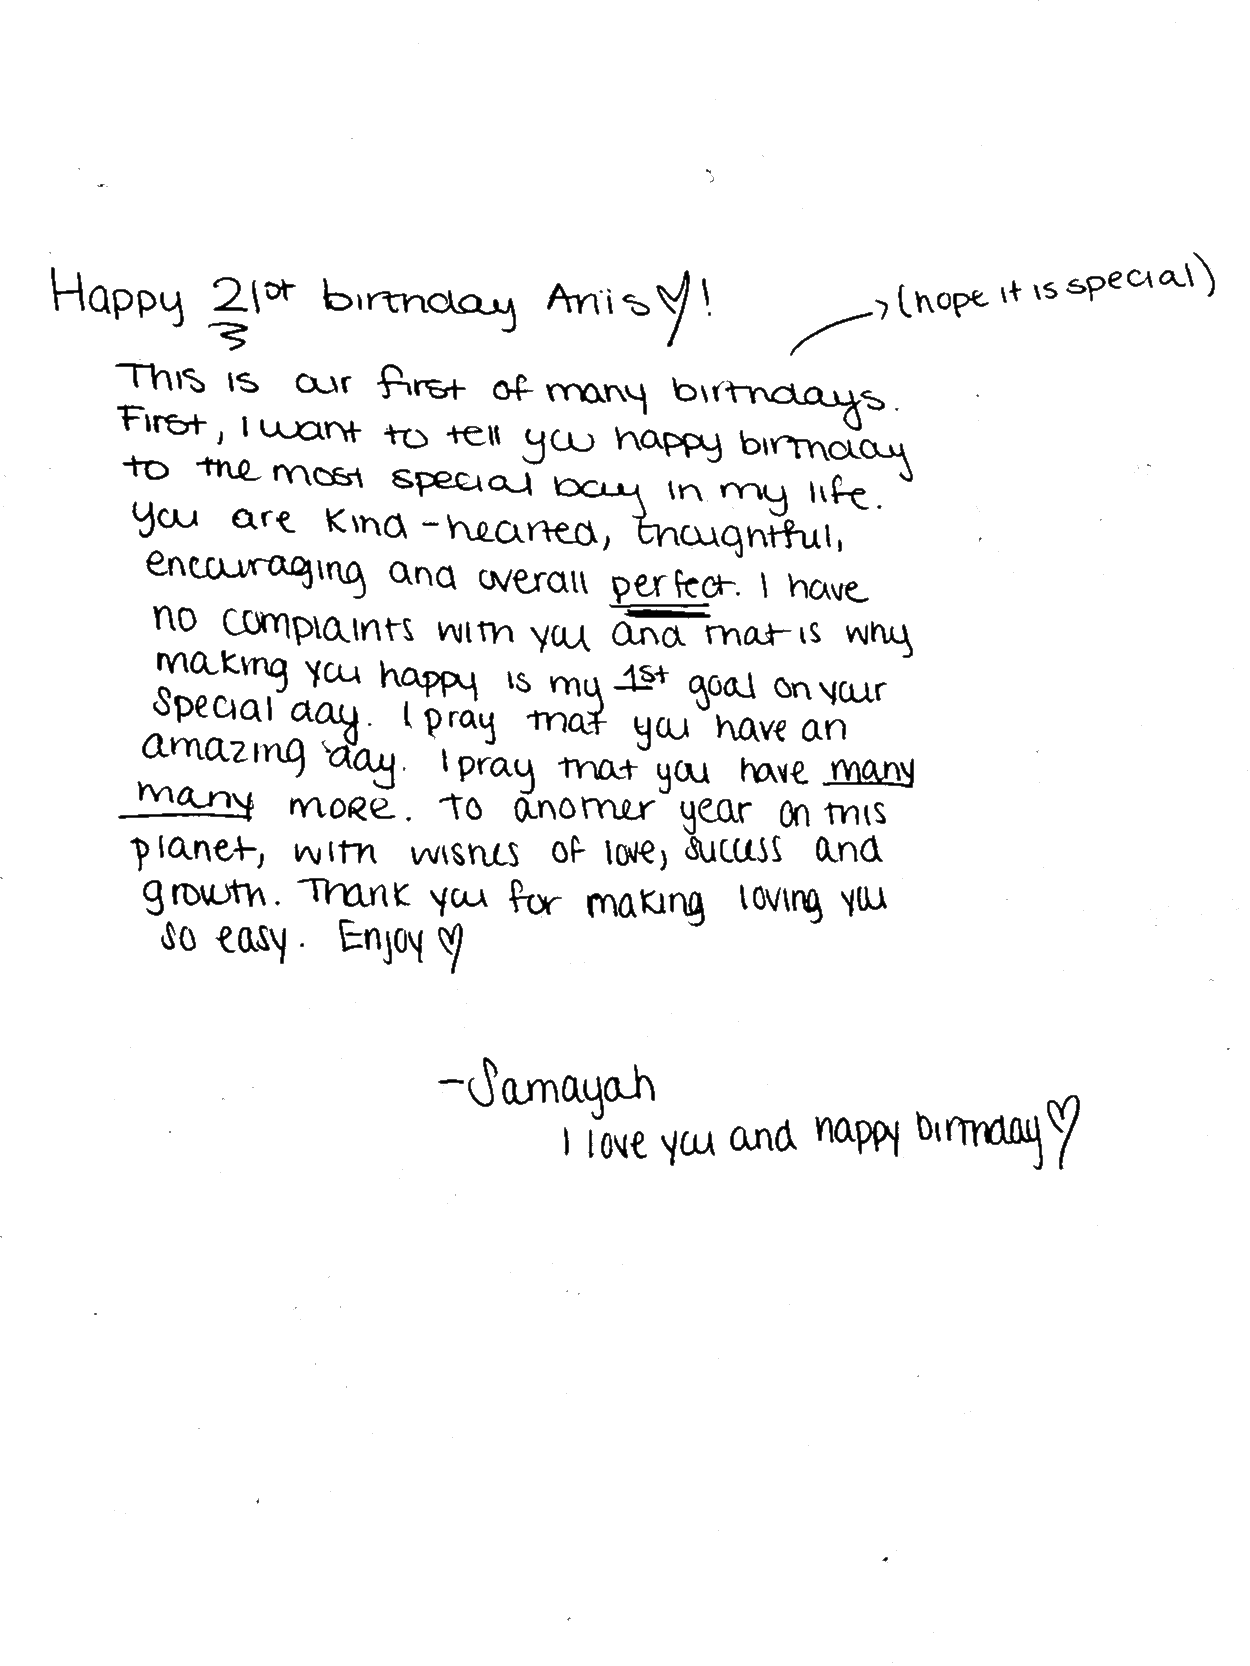 Happy 21st birthday Aniis♡!
(hope it is special)
This is our first of many birthdays.
First, I want to tell you happy birthday
to the most special boy in my life.
You are kind-hearted, thoughtful,
encouraging and overall perfect. I have
no complaints with you and that is why
making you happy is my 1st goal on your
special day. I pray that you have an
amazing day. I pray that you have many
many more. To another year on this
planet, with wishes of love, success and
growth. Thank you for making loving you
so easy. Enjoy ♡
-Samayah
I love you and happy birthday♡